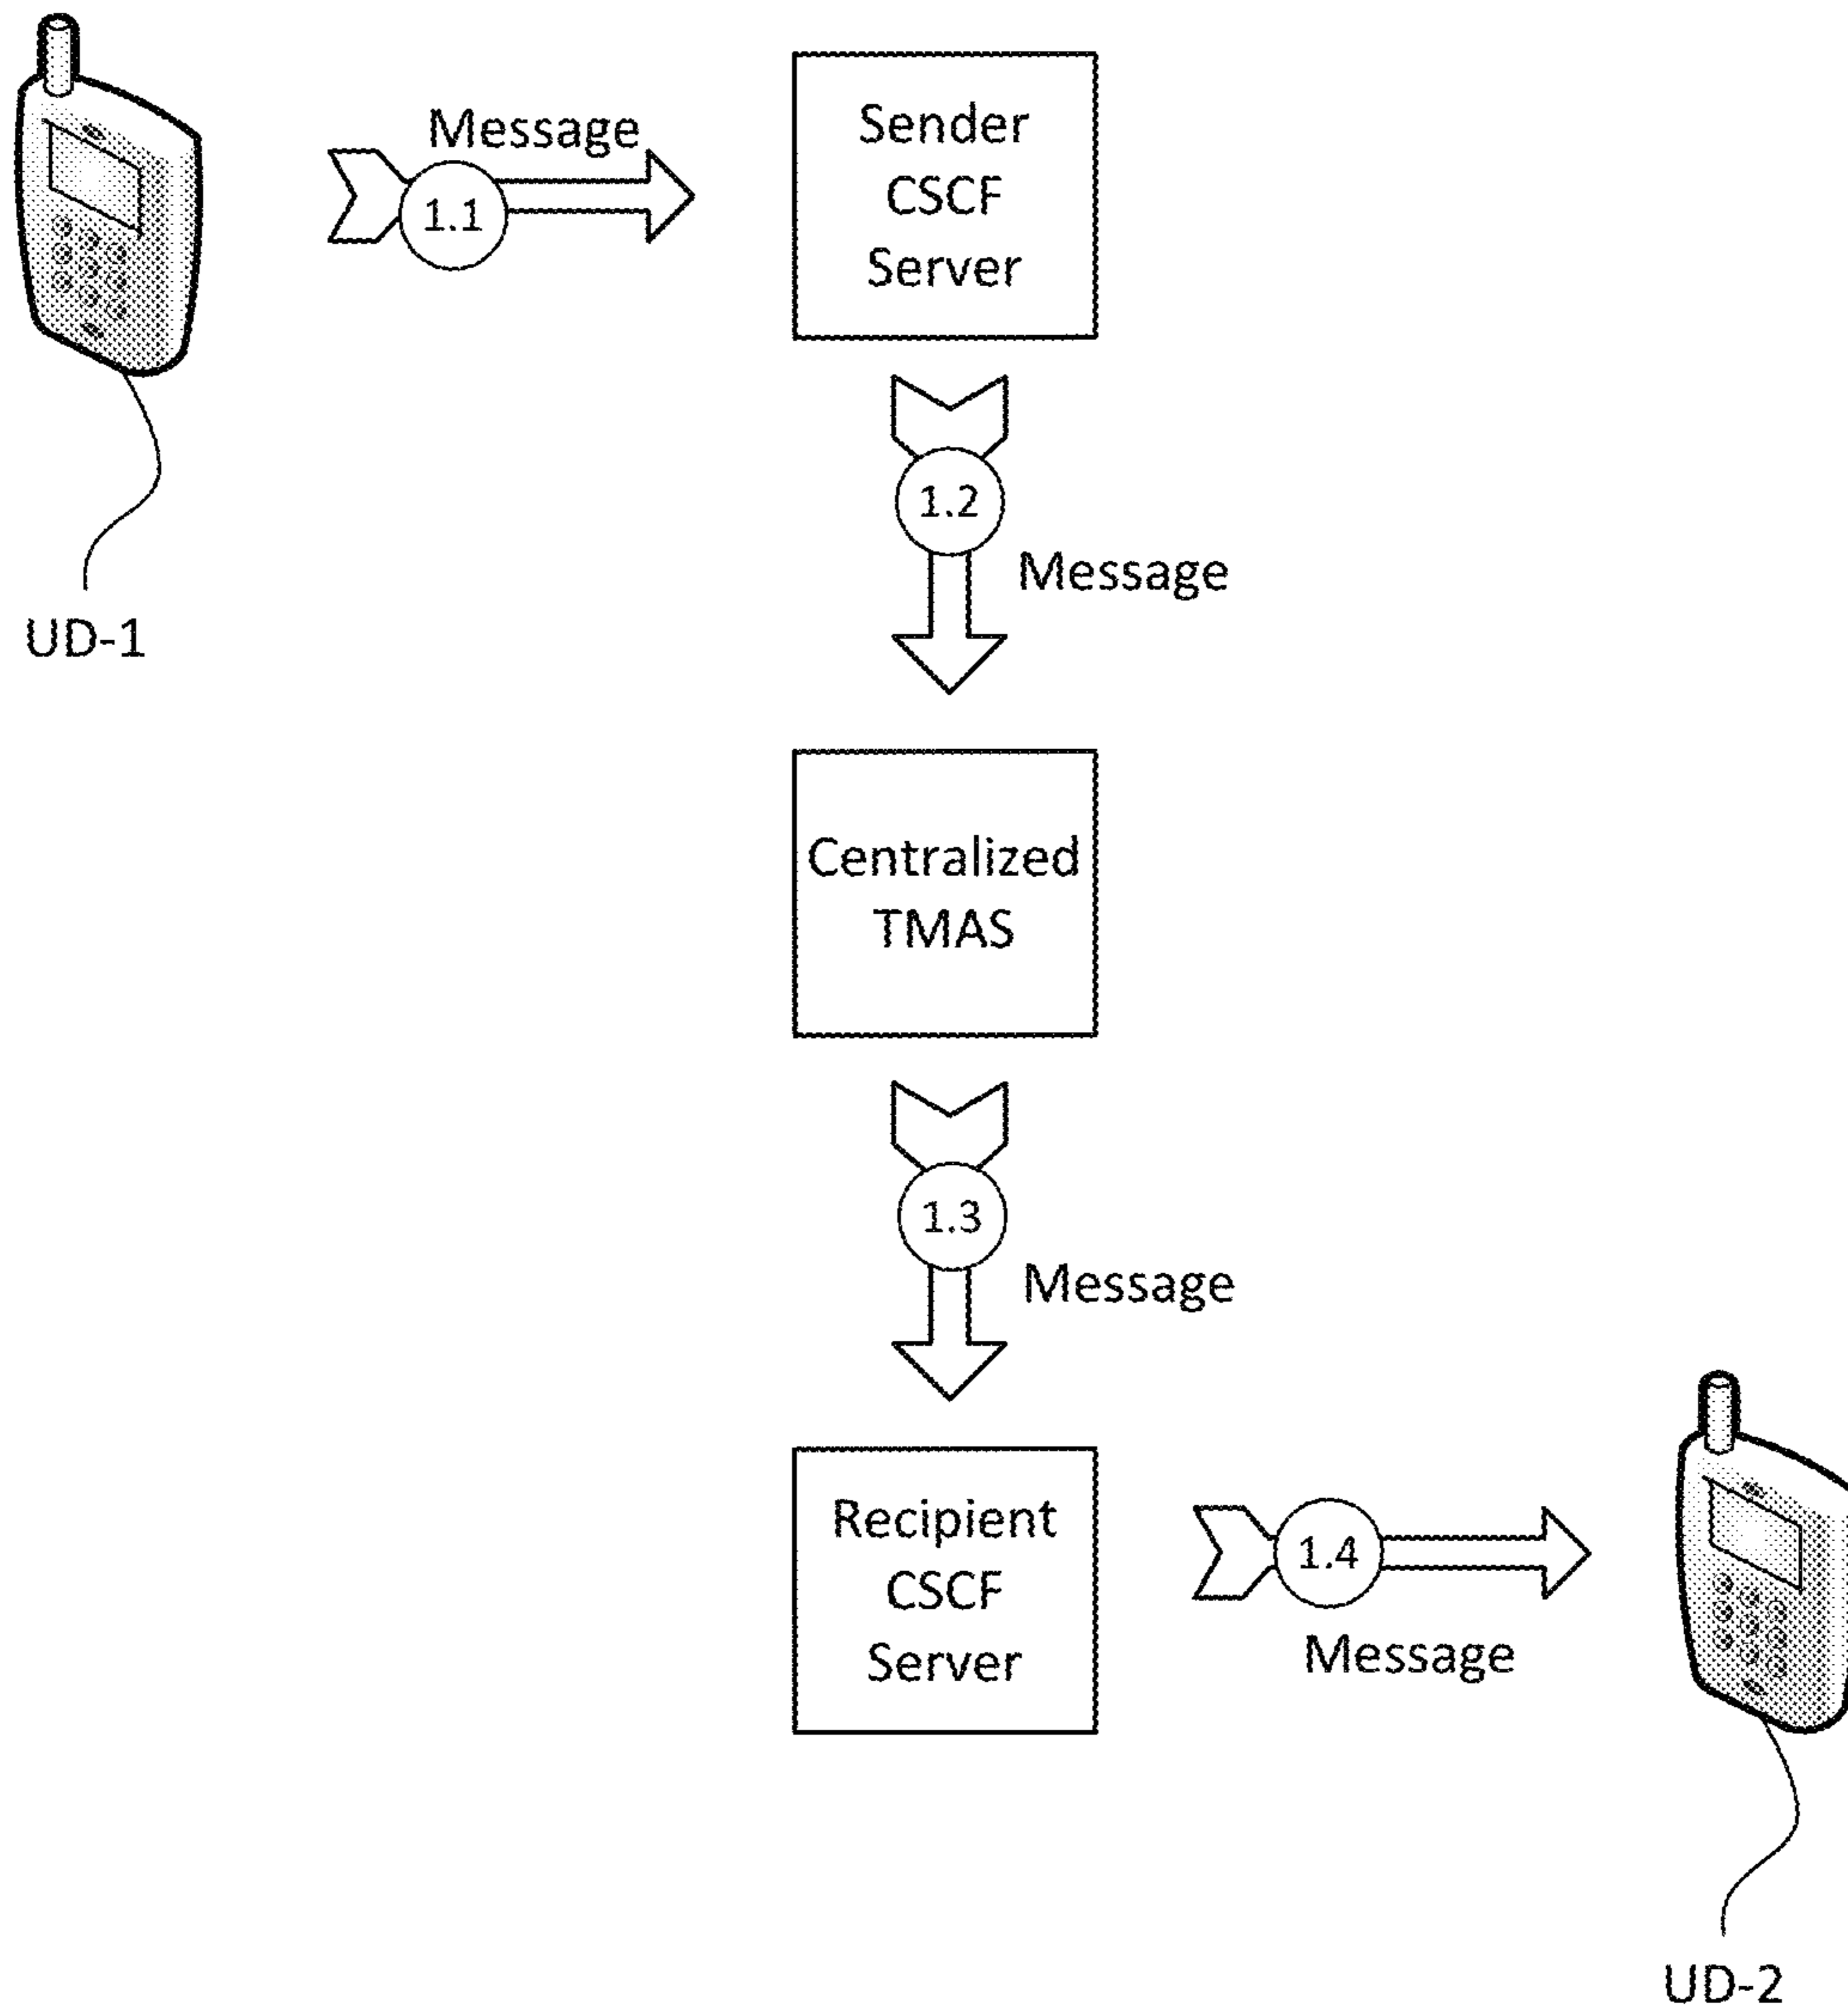 Message
1.1
Sender
CSCF
Server
UD-1
1.2
Message
Centralized
TMAS
1.3
Message
Recipient
CSCF
Server
1.4
Message
UD-2